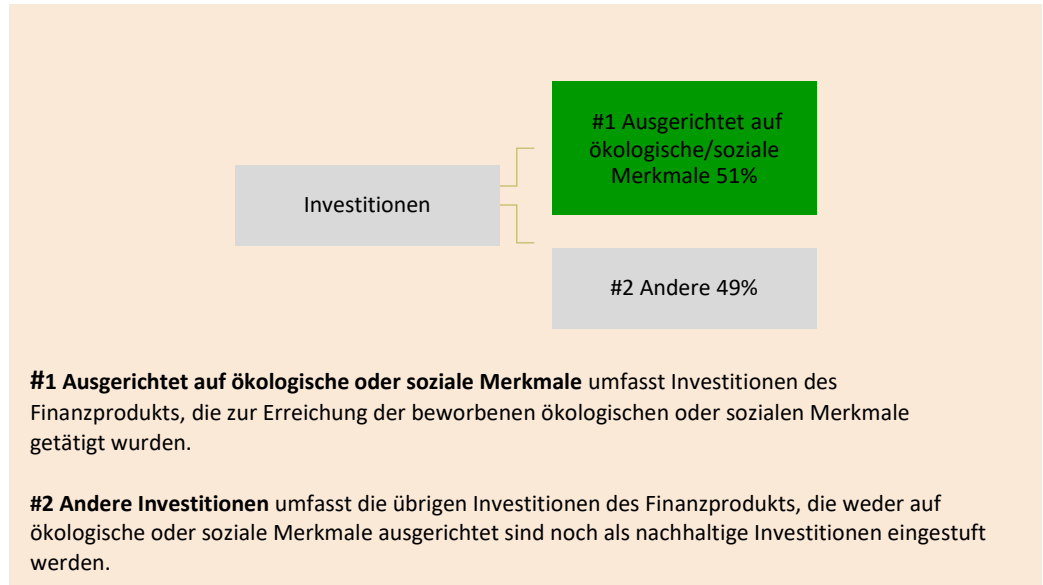 #1 Ausgerichtet auf
ökologische/soziale
Merkmale 51%
Investitionen
#2 Andere 49%
#1 Ausgerichtet auf ökologische oder soziale Merkmale umfasst Investitionen des
Finanzprodukts, die zur Erreichung der beworbenen ökologischen oder sozialen Merkmale
getätigt wurden.
#2 Andere Investitionen umfasst die übrigen Investitionen des Finanzprodukts, die weder auf
ökologische oder soziale Merkmale ausgerichtet sind noch als nachhaltige Investitionen eingestuft
werden.